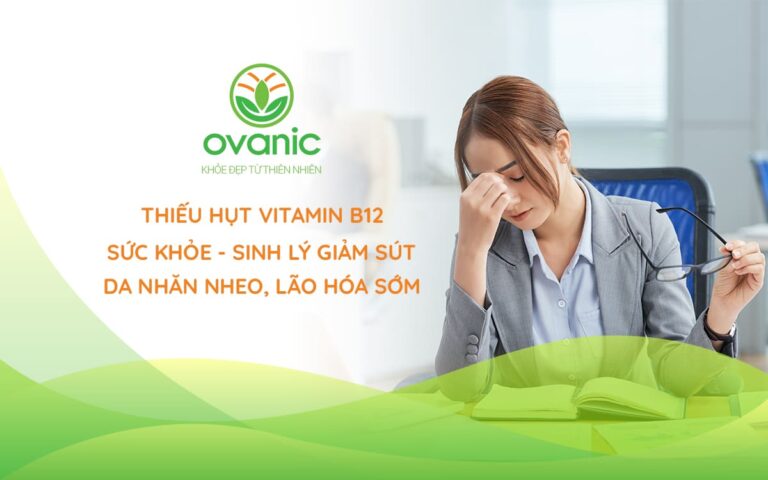 ovanic
KHỎE ĐẸP TỪ THIÊN NHIÊN
THIẾU HỤT VITAMIN B12
SỨC KHỎE - SINH LÝ GIẢM SÚT
DA NHĂN NHEO, LÃO HÓA SỚM